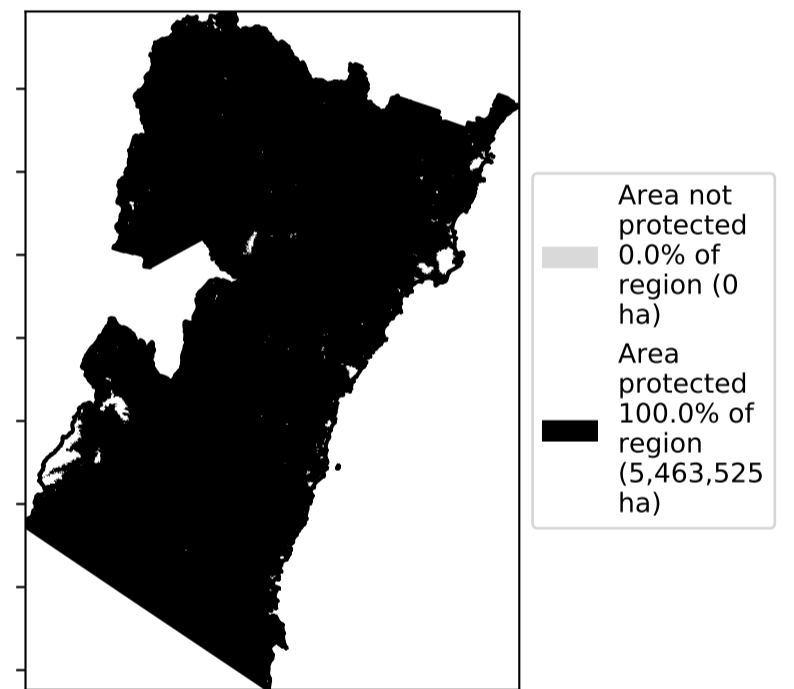 Area not
protected
0.0% of
region (0
ha)
Area
protected
100.0% of
region
(5,463,525
ha)